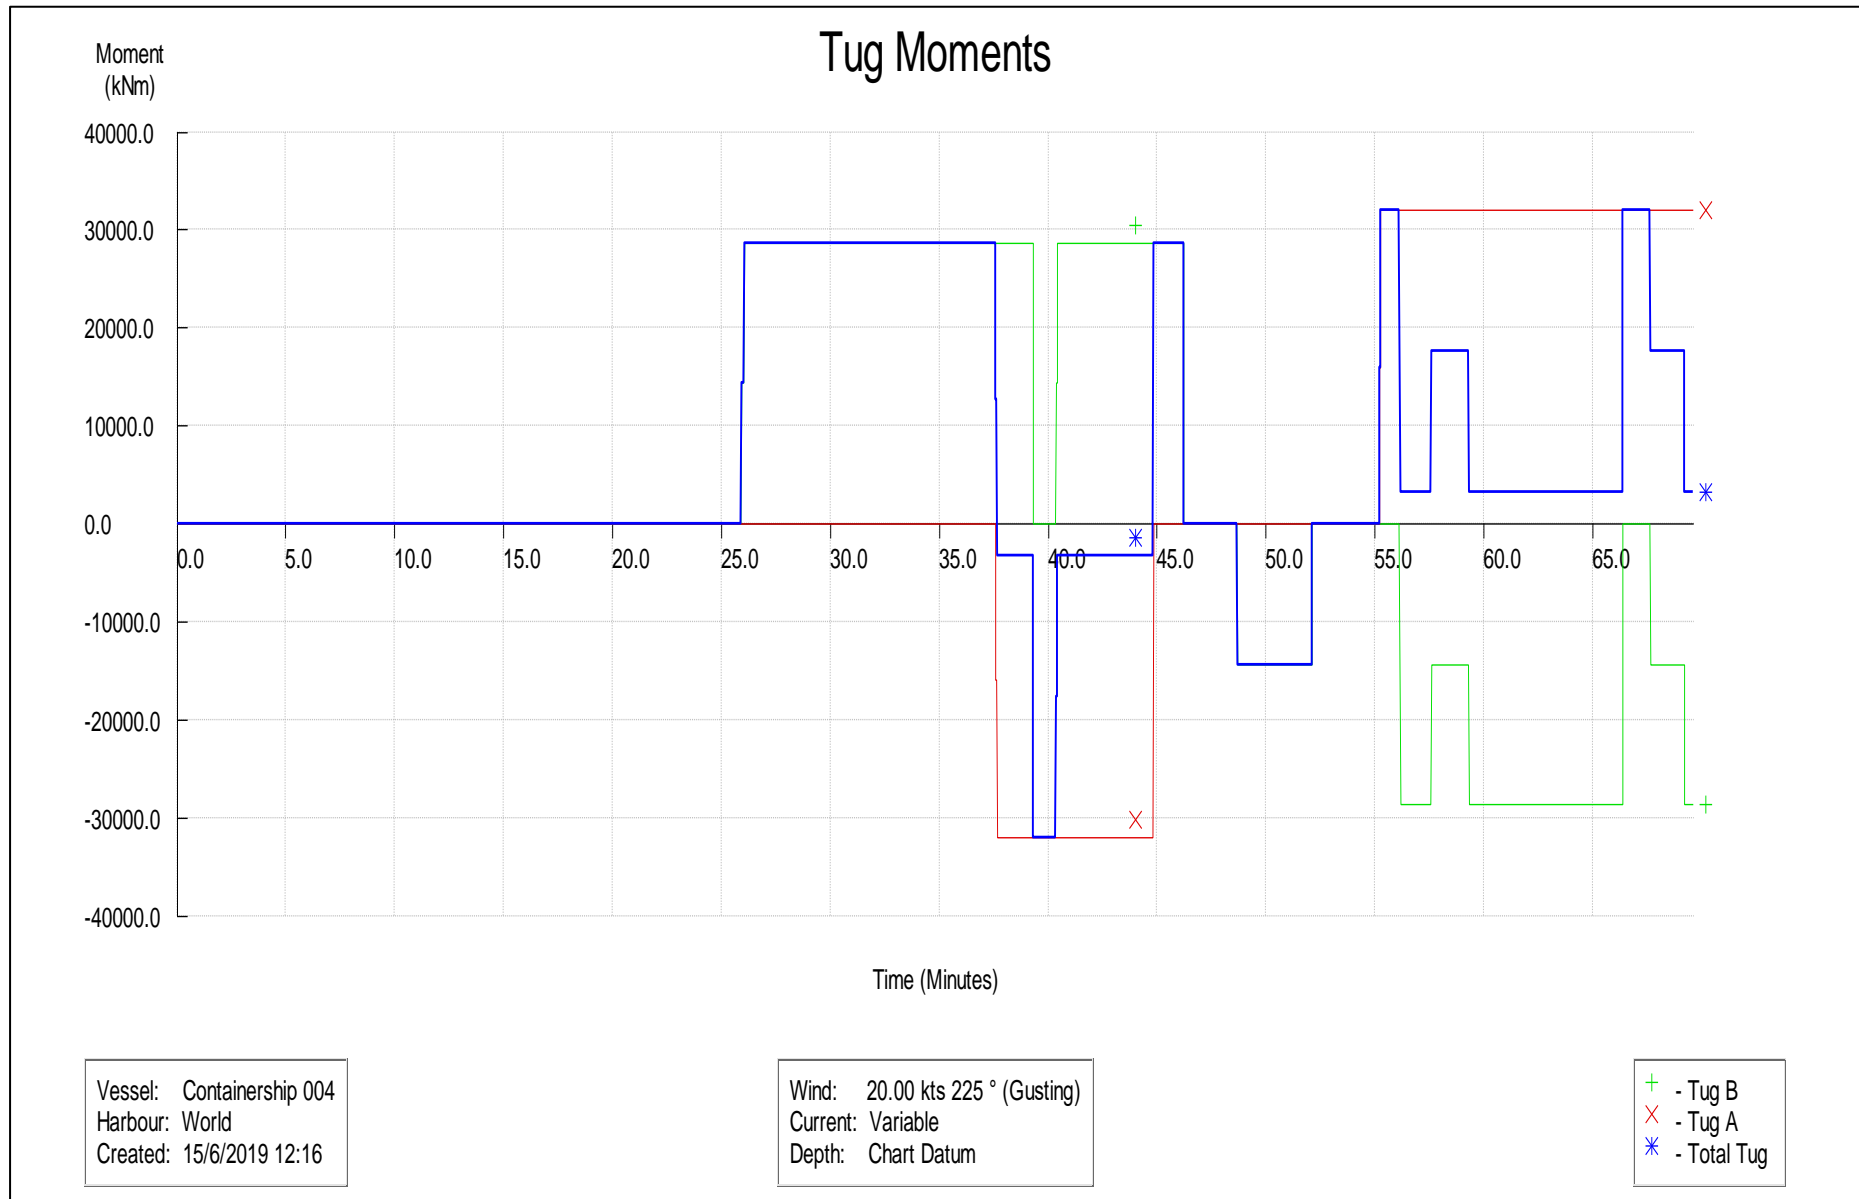 Tug Moments
Moment
(kNm)
40000.0
30000.0
20000.0
10000.0
0.0
-10000.0
-20000.0
-30000.0
-40000.0
0.0 5.0 10.0 15.0 20.0 25.0 30.0 35.0 40.0 45.0 50.0 55.0 60.0 65.0
Time (Minutes)
Vessel: Containership 004
Harbour: World
Created: 15/6/2019 12:16
Wind: 20.00 kts 225 ° (Gusting)
Current: Variable
Depth: Chart Datum
- Tug B
- Tug A
- Total Tug